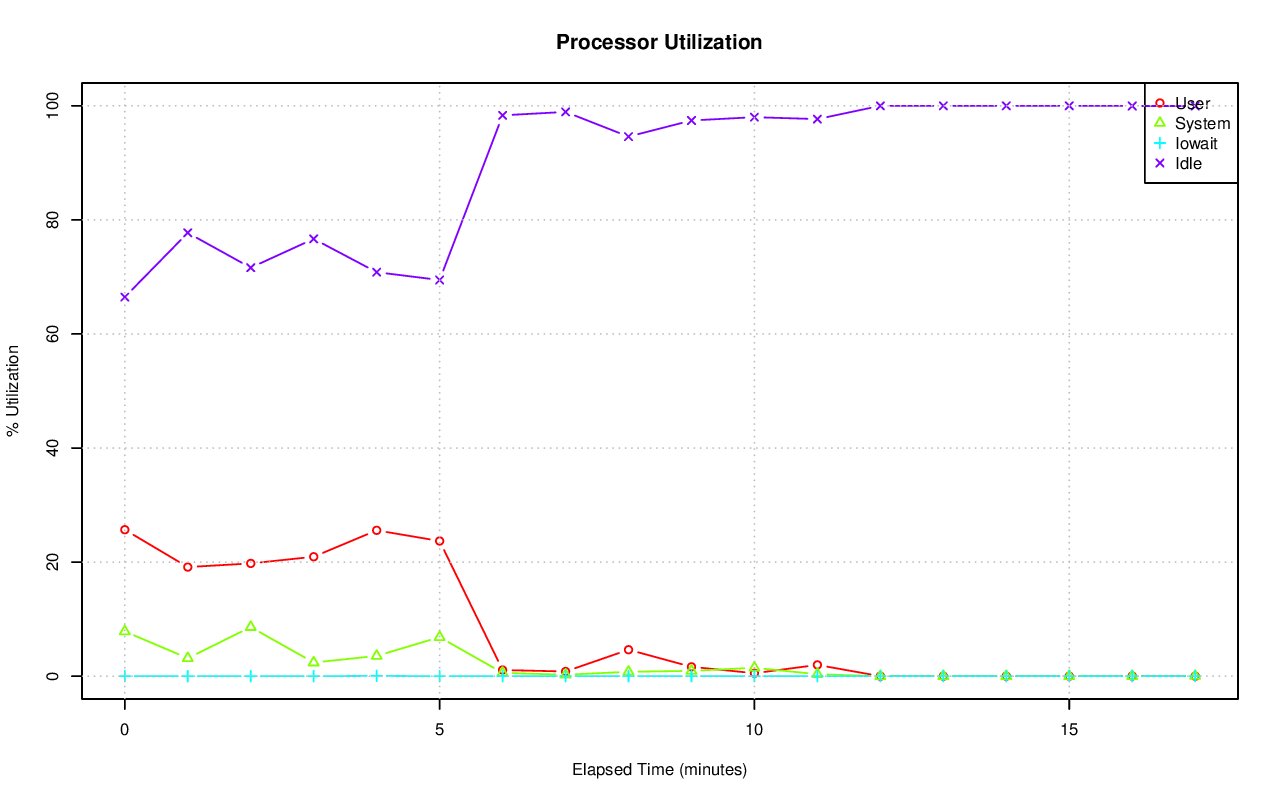 Processor Utilization
100
80
60
40
20
0
% Utilization
User
System
Iowait
Idle
0 5 10 15
Elapsed Time (minutes)